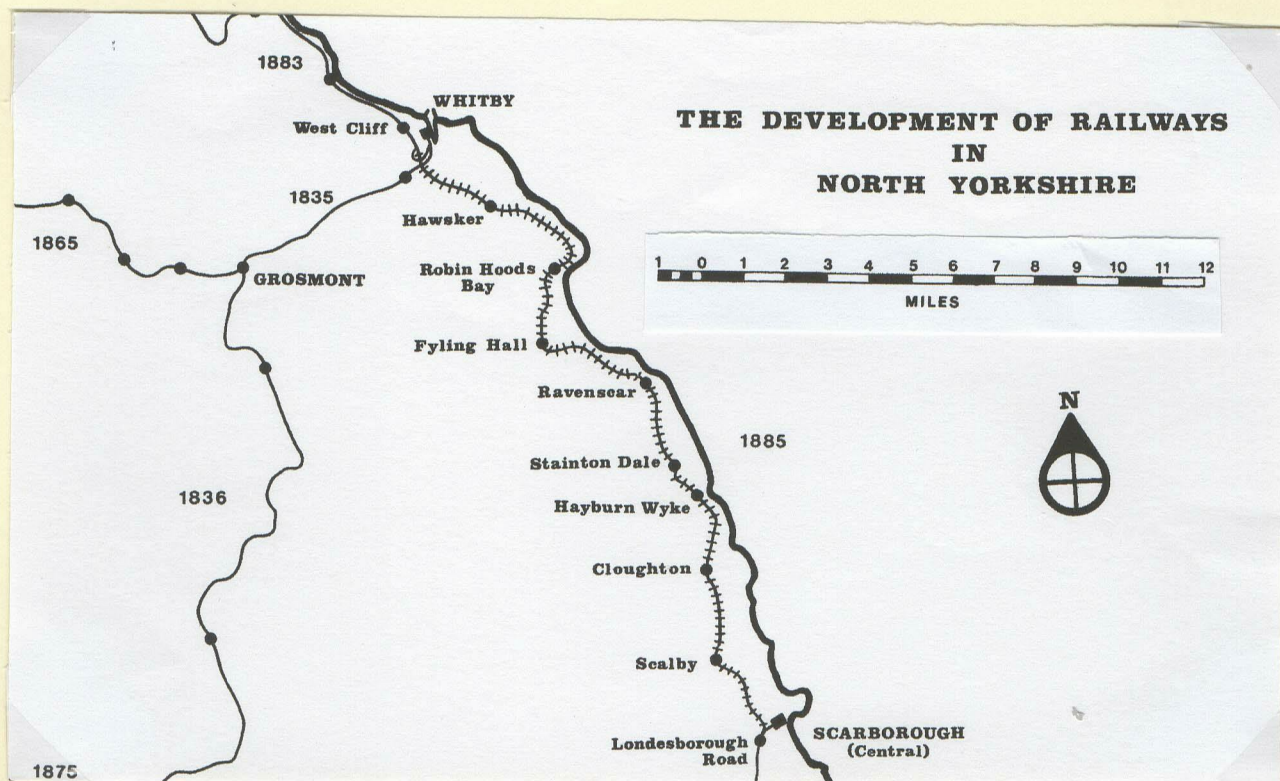 THE DEVELOPMENT OF RAILWAYS
IN
NORTH YORKSHIRE
1883
WHITBY
West Cliff
1835
Hawsker
1865
GROSMONT
Robin Hoods
Bay
1 0 1 2 3 4 5 6 7 8 9 10 11 12
MILES
Fyling Hall
Ravenscar
N
1885
Stainton Dale
1836
Hayburn Wyke
Cloughton
Scalby
SCARBOROUGH
(Central)
Londesborough
Road
1875